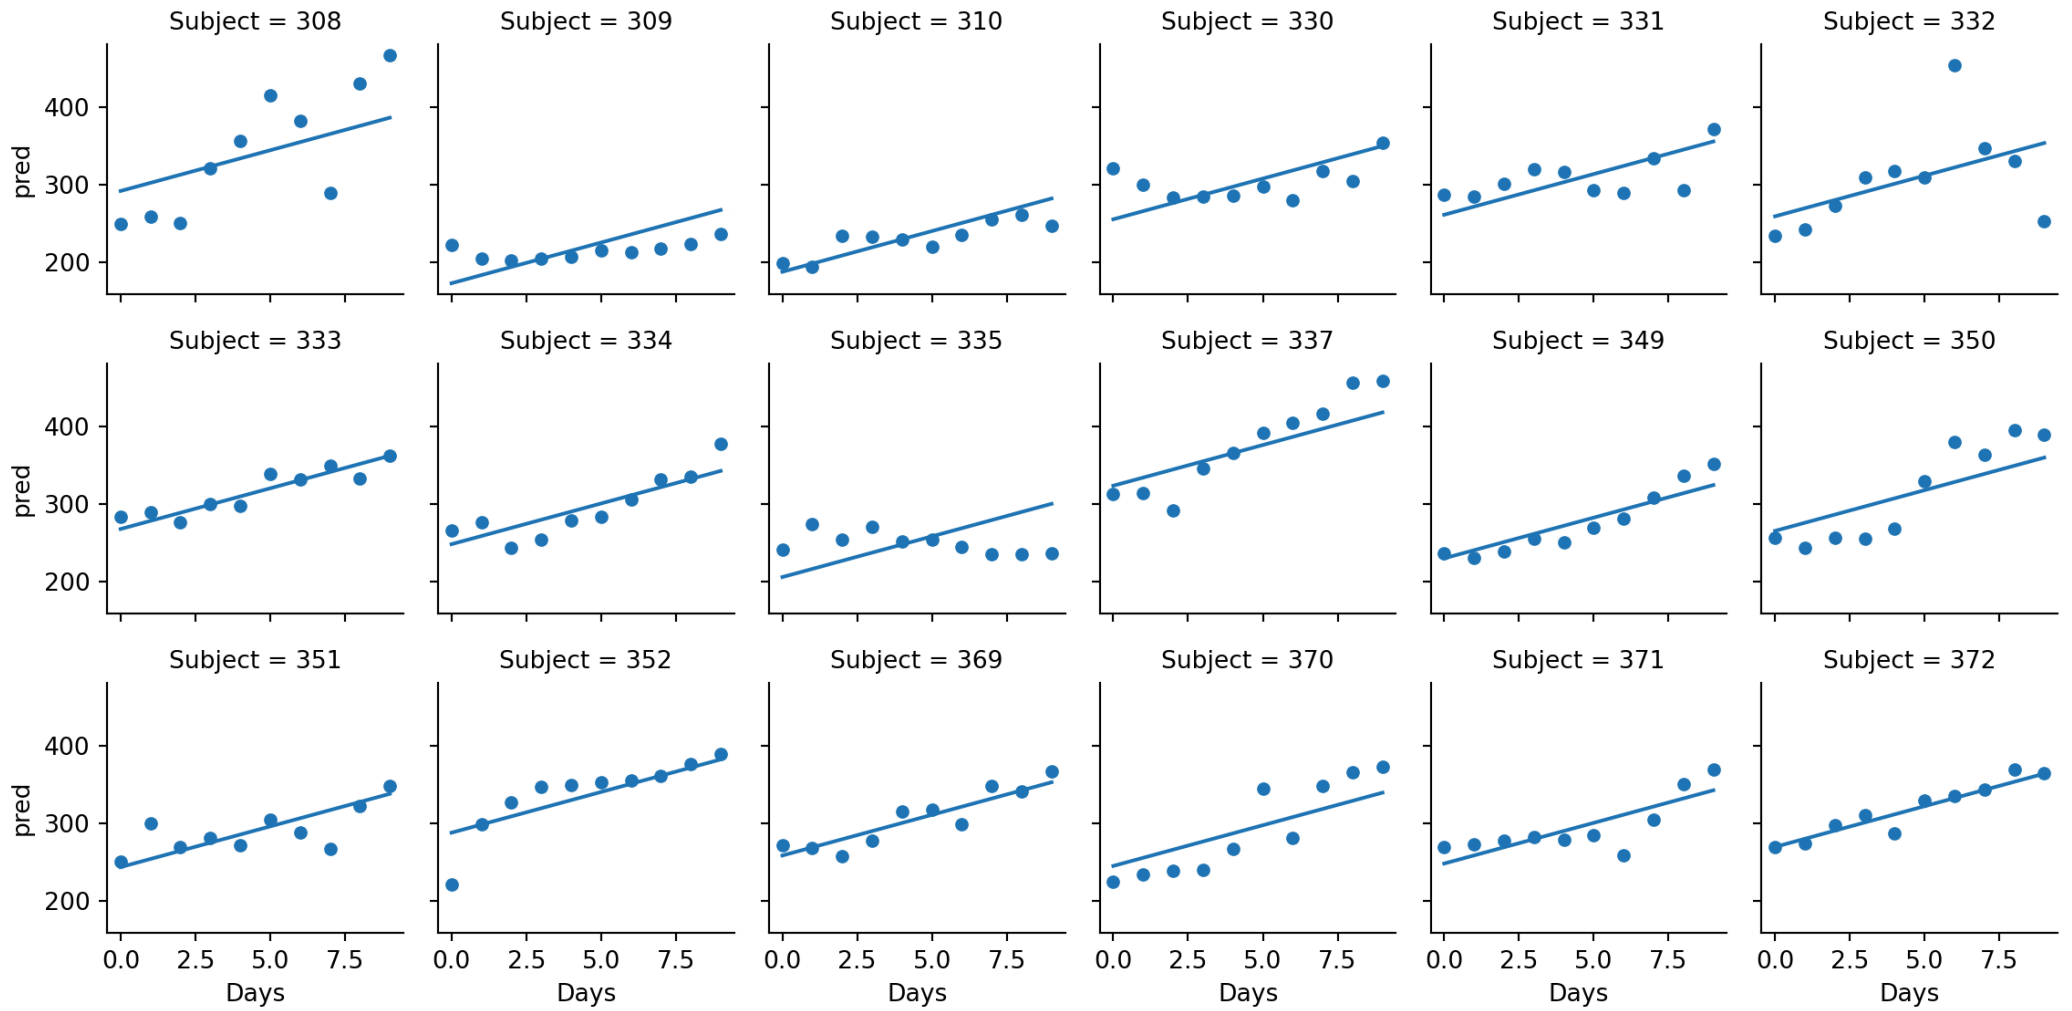 Subject = 308 Subject = 309 Subject = 310 Subject = 330 Subject = 331 Subject = 332
400
300
200
pred
Subject = 333 Subject = 334 Subject = 335 Subject = 337 Subject = 349 Subject = 350
400
300
200
pred
Subject = 351 Subject = 352 Subject = 369 Subject = 370 Subject = 371 Subject = 372
400
300
200
pred
0.0 2.5 5.0 7.5 0.0 2.5 5.0 7.5 0.0 2.5 5.0 7.5 0.0 2.5 5.0 7.5 0.0 2.5 5.0 7.5 0.0 2.5 5.0 7.5
Days Days Days Days Days Days